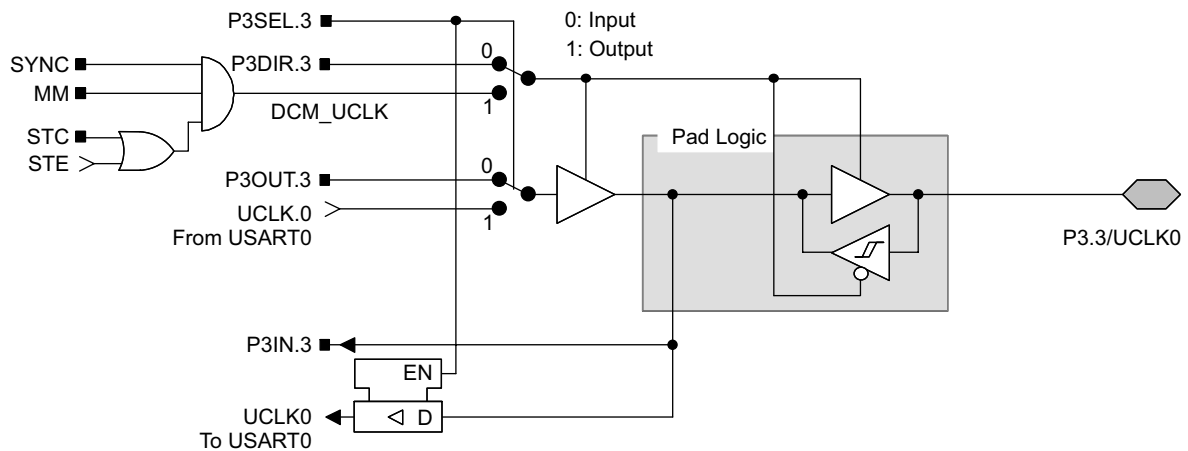 P3SEL.3
0: Input
1: Output
SYNC
P3DIR.3
0
MM
1
DCM_UCLK
STC
STE
Pad Logic
P3OUT.3
0
UCLK.0
1
From USART0
P3.3/UCLK0
P3IN.3
EN
UCLK0
D
To USART0